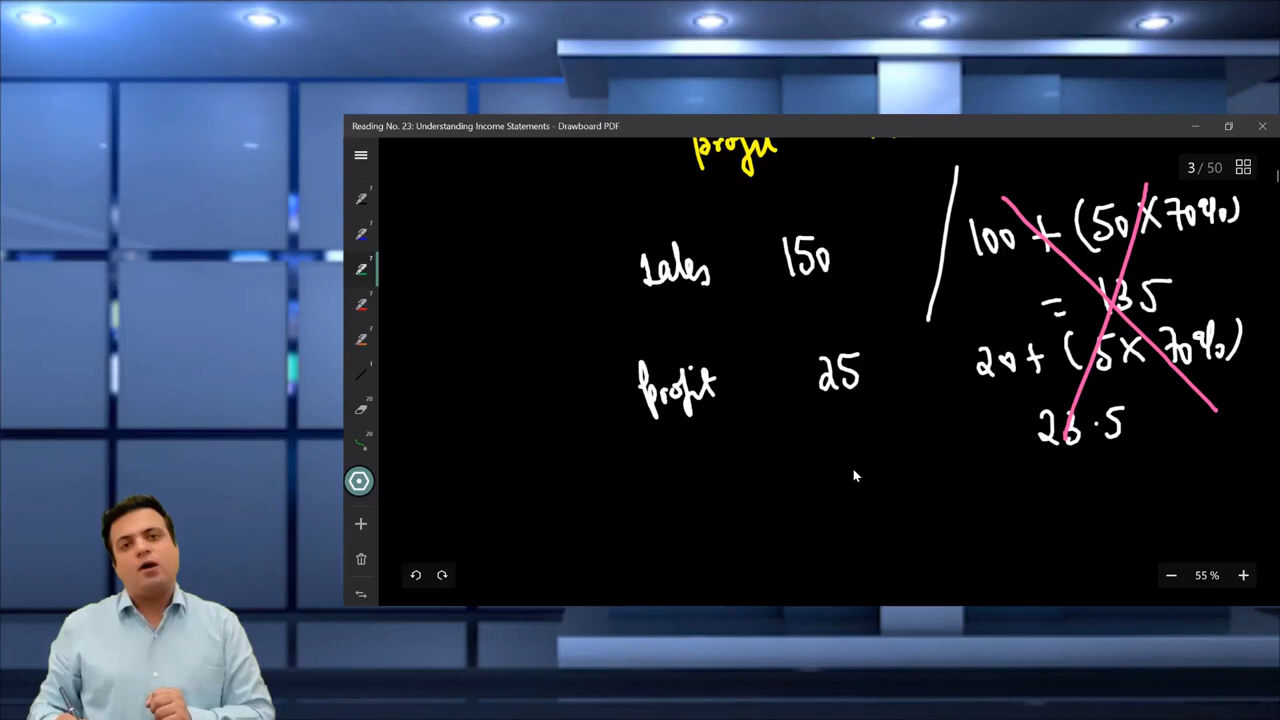 Reading No. 23: Understanding Income Statements - Drawboard PDF
profit
3 / 50
sales 150
100 + (50 X 70%)
= 135
profit 25
20 + (5 X 70%)
23.5
55 %